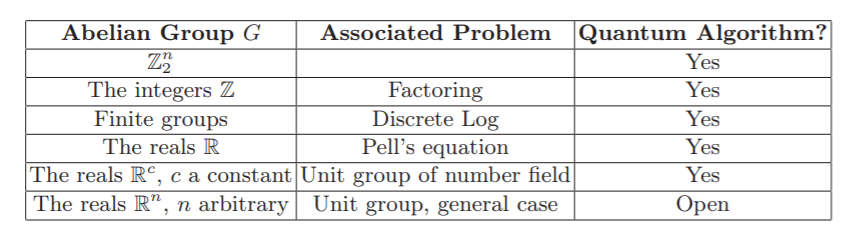 Abelian Group G Associated Problem Quantum Algorithm?
ℤ₂ⁿ Yes
The integers ℤ Factoring Yes
Finite groups Discrete Log Yes
The reals ℝ Pell's equation Yes
The reals ℝᶜ, c a constant Unit group of number field Yes
The reals ℝⁿ, n arbitrary Unit group, general case Open